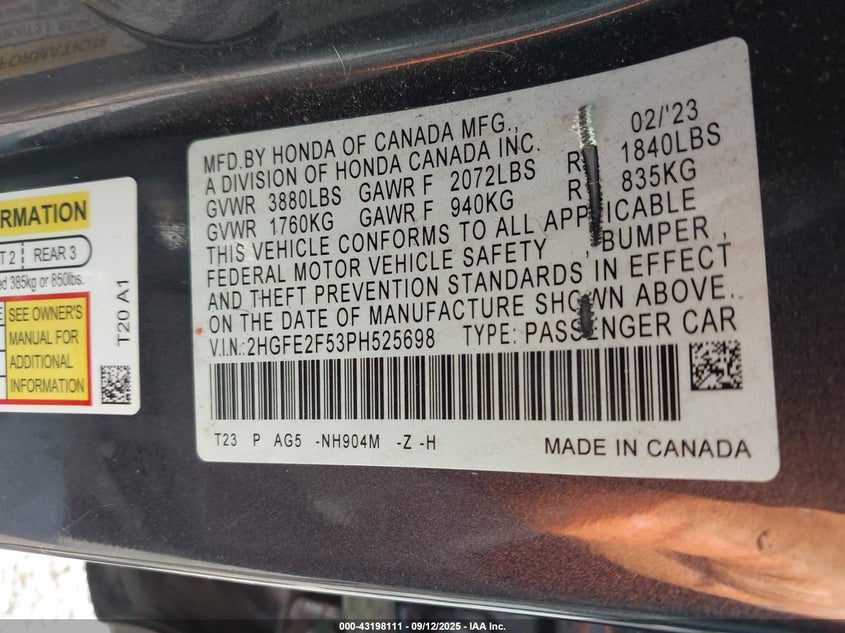 RMATION
T 2 REAR 3
ed 385kg or 850lbs.
SEE OWNER'S
MANUAL FOR
ADDITIONAL
INFORMATION
T20 A1
MFD.BY HONDA OF CANADA MFG., 02/'23
A DIVISION OF HONDA CANADA INC.
GVWR 3880LBS GAWR F 2072LBS R 1840LBS
GVWR 1760KG GAWR F 940KG R 835KG
THIS VEHICLE CONFORMS TO ALL APPLICABLE
FEDERAL MOTOR VEHICLE SAFETY , BUMPER ,
AND THEFT PREVENTION STANDARDS IN EFFECT
ON THE DATE OF MANUFACTURE SHOWN ABOVE.
V.I.N.: 2HGFE2F53PH525698 TYPE: PASSENGER CAR
T23 P AG5 -NH904M -Z -H MADE IN CANADA
000-43198111 - 09/12/2025 - IAA Inc.